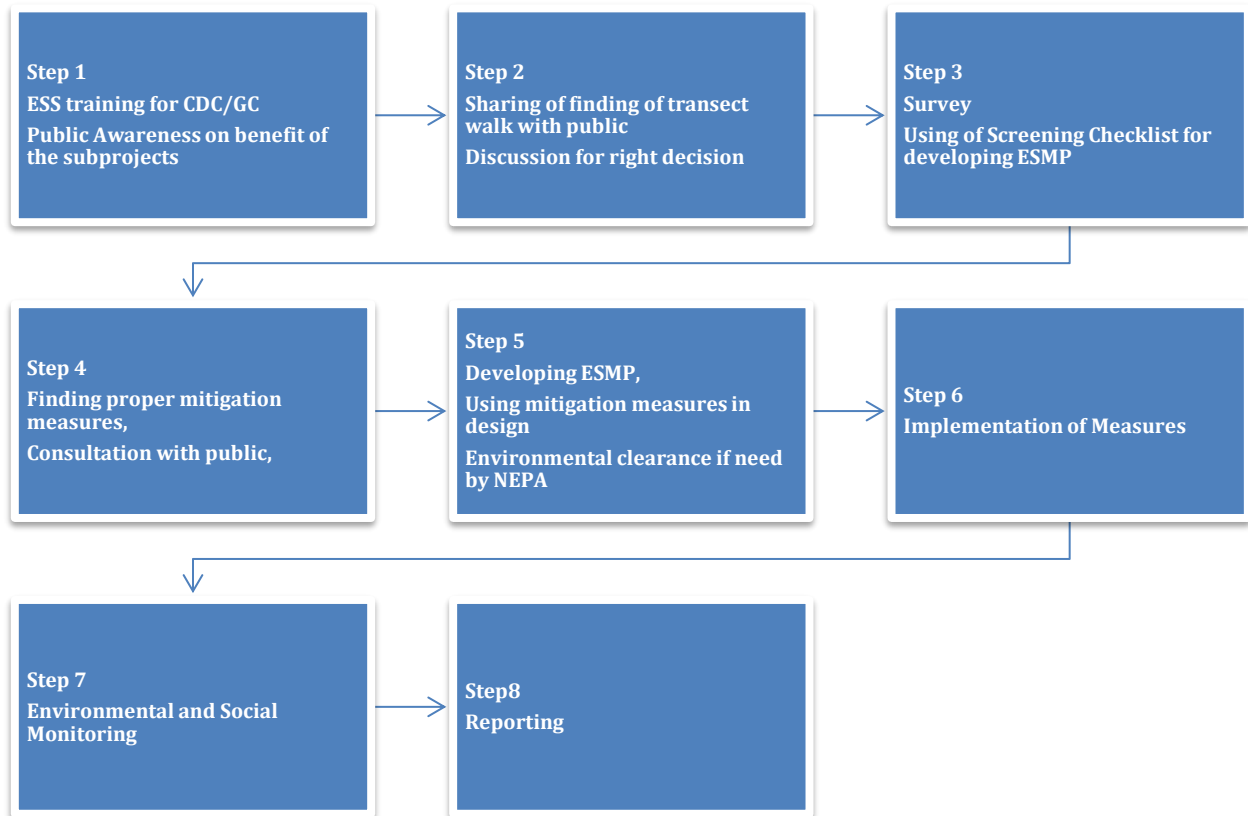 Step 1
ESS training for CDC/GC
Public Awareness on benefit of
the subprojects
Step 2
Sharing of finding of transect
walk with public
Discussion for right decision
Step 3
Survey
Using of Screening Checklist for
developing ESMP
Step 4
Finding proper mitigation
measures,
Consultation with public,
Step 5
Developing ESMP,
Using mitigation measures in
design
Environmental clearance if need
by NEPA
Step 6
Implementation of Measures
Step 7
Environmental and Social
Monitoring
Step8
Reporting